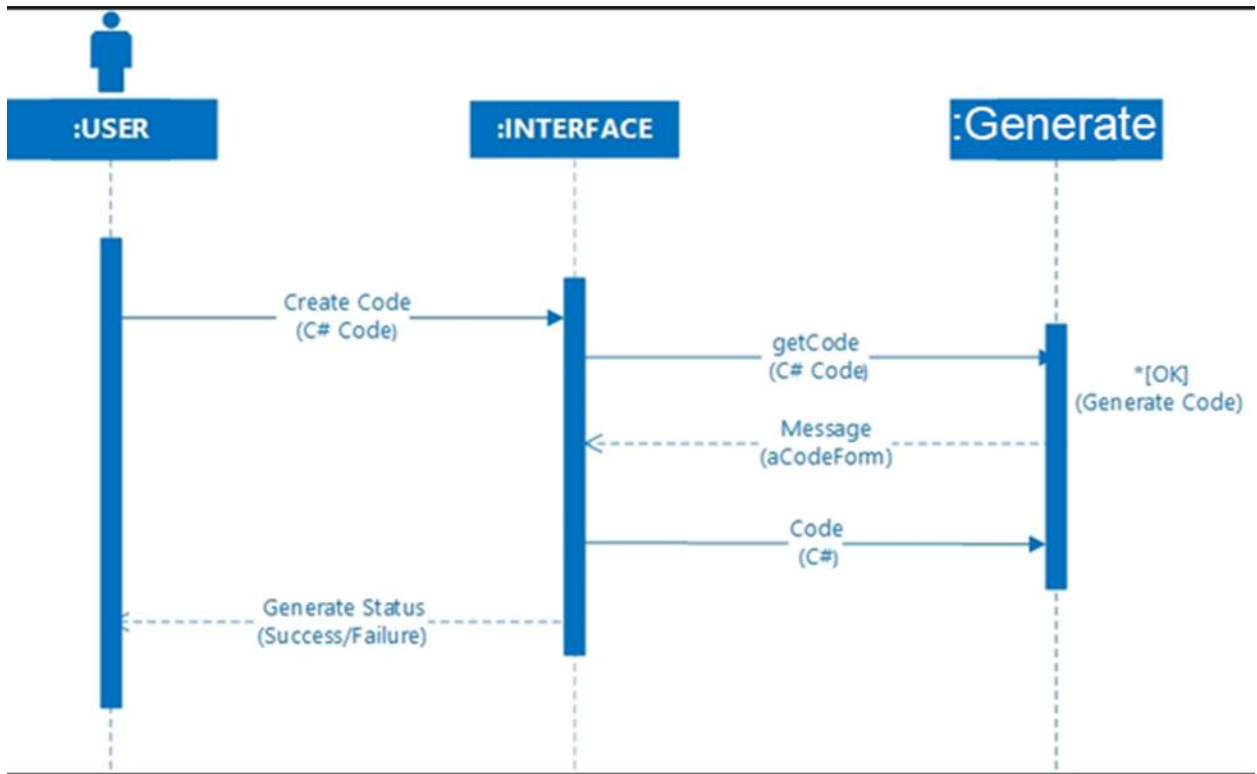 :USER
:INTERFACE
:Generate
Create Code
(C# Code)
getCode
(C# Code)
*[OK]
(Generate Code)
Message
(aCodeForm)
Code
(C#)
Generate Status
(Success/Failure)